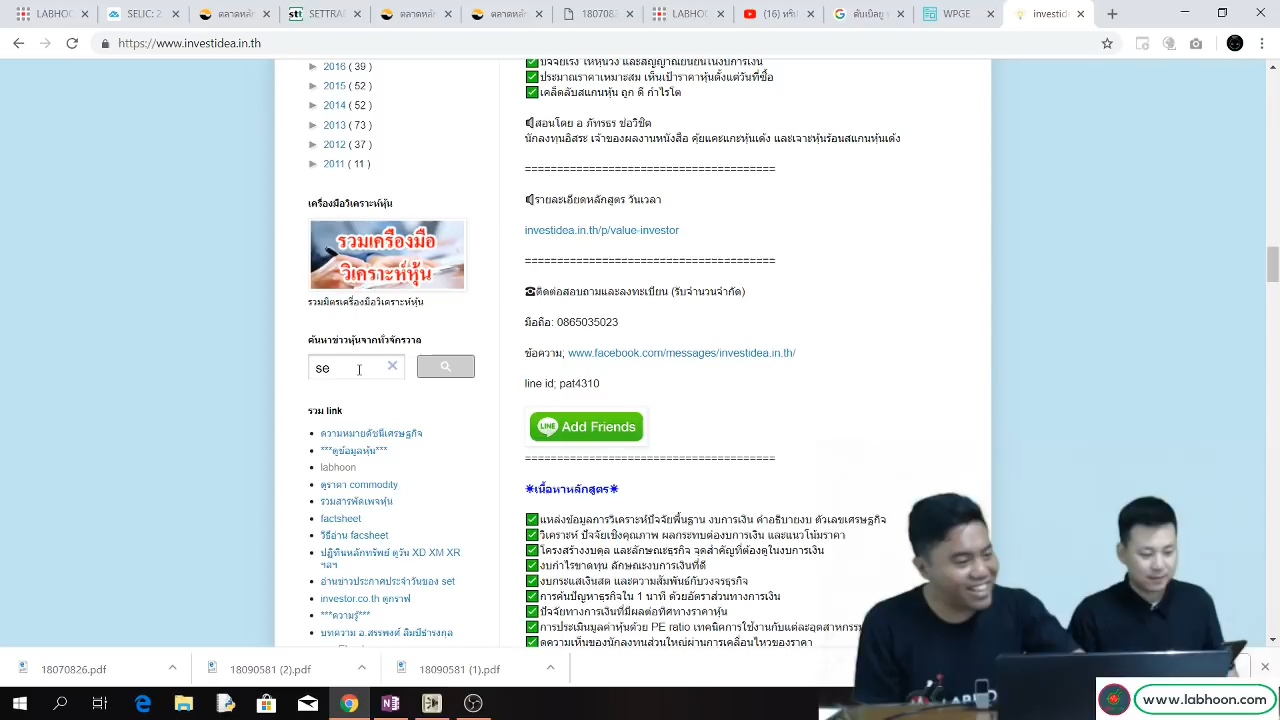 LABHOO
SELIC: 2.
ตลาดหลัก
SETTRAD
ตลาดหลัก
ตลาดหลัก
180708
LABHOO
(16) ทรัพ
WPGE
investide
https://www.investidea.in.th
2016 ( 39 )
ปัจจัยเร่ง ให้หุ้นวิ่ง และสัญญาณยืนยันในงบการเงิน
2015 ( 52 )
ประมาณราคาเหมาะสม เห็นเป้าราคาหุ้นตั้งแต่วันที่ซื้อ
เคล็ดลับสแกนหุ้น ถูก ดี กำไรโต
2014 ( 52 )
2013 ( 73 )
สอนโดย อ ภัทรธร ช่อวิชิต
นักลงทุนอิสระ เจ้าของผลงานหนังสือ คุ้ยแคะแกะหุ้นเด้ง และเจาะหุ้นร้อนสแกนหุ้นเด้ง
2012 ( 37 )
2011 ( 11 )
=====================================
เครื่องมือวิเคราะห์หุ้น
รายละเอียดหลักสูตร วันเวลา
รวมเครื่องมือ
วิเคราะห์หุ้น
investidea.in.th/p/value-investor
=====================================
รวมมิตรเครื่องมือวิเคราะห์หุ้น
ติดต่อสอบถามและลงทะเบียน (รับจำนวนจำกัด)
มือถือ: 0865035023
ค้นหาข่าวหุ้นจากทั่วจักรวาล
ข้อความ; www.facebook.com/messages/investidea.in.th/
se
line id; pat4310
LINE Add Friends
=====================================
รวม link
ความหมายดัชนีเศรษฐกิจ
***ดูข้อมูลหุ้น***
labhoon
ดูราคา commodity
รวมสารพัดเพจหุ้น
factsheet
วิธีอ่าน facsheet
ปฏิทินหลักทรัพย์ ดูวัน XD XM XR
ฯลฯ
อ่านข่าวประกาศประจำวันของ set
investor.co.th ดูกราฟ
***ความรู้***
บทความ อ.สรรพงศ์ ลิมป์ธำรงกุล
✳เนื้อหาหลักสูตร✳
แหล่งข้อมูลการวิเคราะห์ปัจจัยพื้นฐาน งบการเงิน คำอธิบายงบ ตัวเลขเศรษฐกิจ
วิเคราะห์ ปัจจัยเชิงคุณภาพ ผลกระทบต่องบการเงิน และแนวโน้มราคา
โครงสร้างงบดุล และลักษณะธุรกิจ จุดสำคัญที่ต้องดูในงบการเงิน
งบกำไรขาดทุน ลักษณะงบการเงินที่ดี
งบกระแสเงินสด และความสัมพันธ์กับวงจรธุรกิจ
การค้นปัญหาธุรกิจใน 1 นาที ด้วยอัตราส่วนทางการเงิน
ปัจจัยทางการเงินที่มีผลต่อทิศทางราคาหุ้น
การประเมินมูลค่าหุ้นด้วย PE ratio เทคนิคการใช้งานกับแต่ละอุตสาหกรรม
ดูความเห็นของนักลงทุนส่วนใหญ่ผ่านการเคลื่อนไหวของราคา
18070826.pdf
18090581 (2).pdf
18090581 (1).pdf
www.labhoon.com